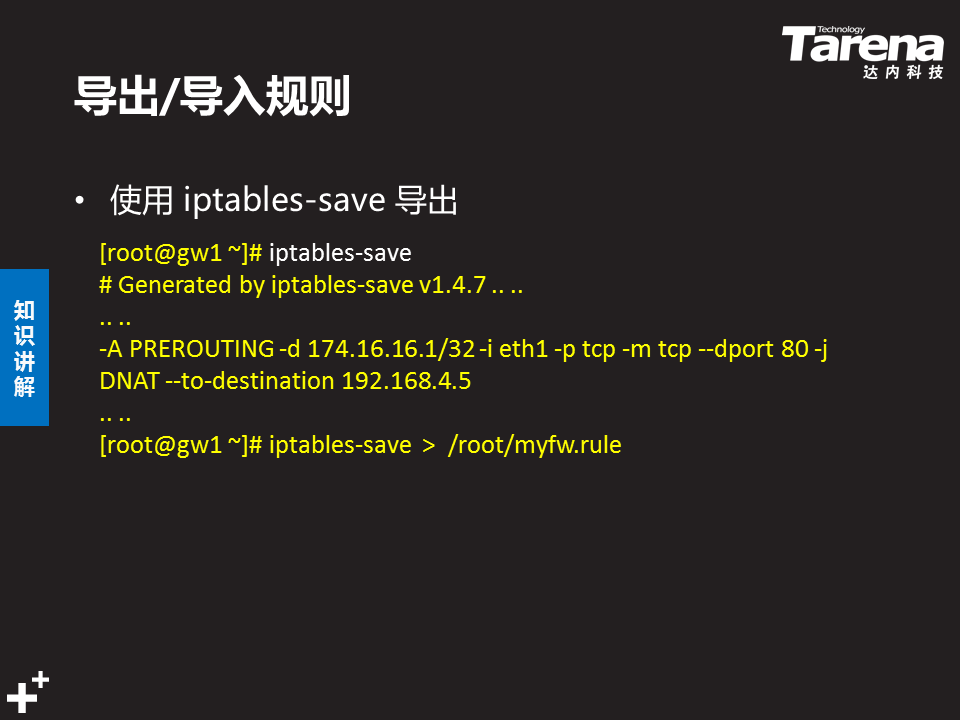 Technology
Tarena
达内科技
导出/导入规则
• 使用 iptables-save 导出
[root@gw1 ~]# iptables-save
# Generated by iptables-save v1.4.7 .. ..
.. ..
-A PREROUTING -d 174.16.16.1/32 -i eth1 -p tcp -m tcp --dport 80 -j
DNAT --to-destination 192.168.4.5
.. ..
[root@gw1 ~]# iptables-save > /root/myfw.rule
知
识
讲
解